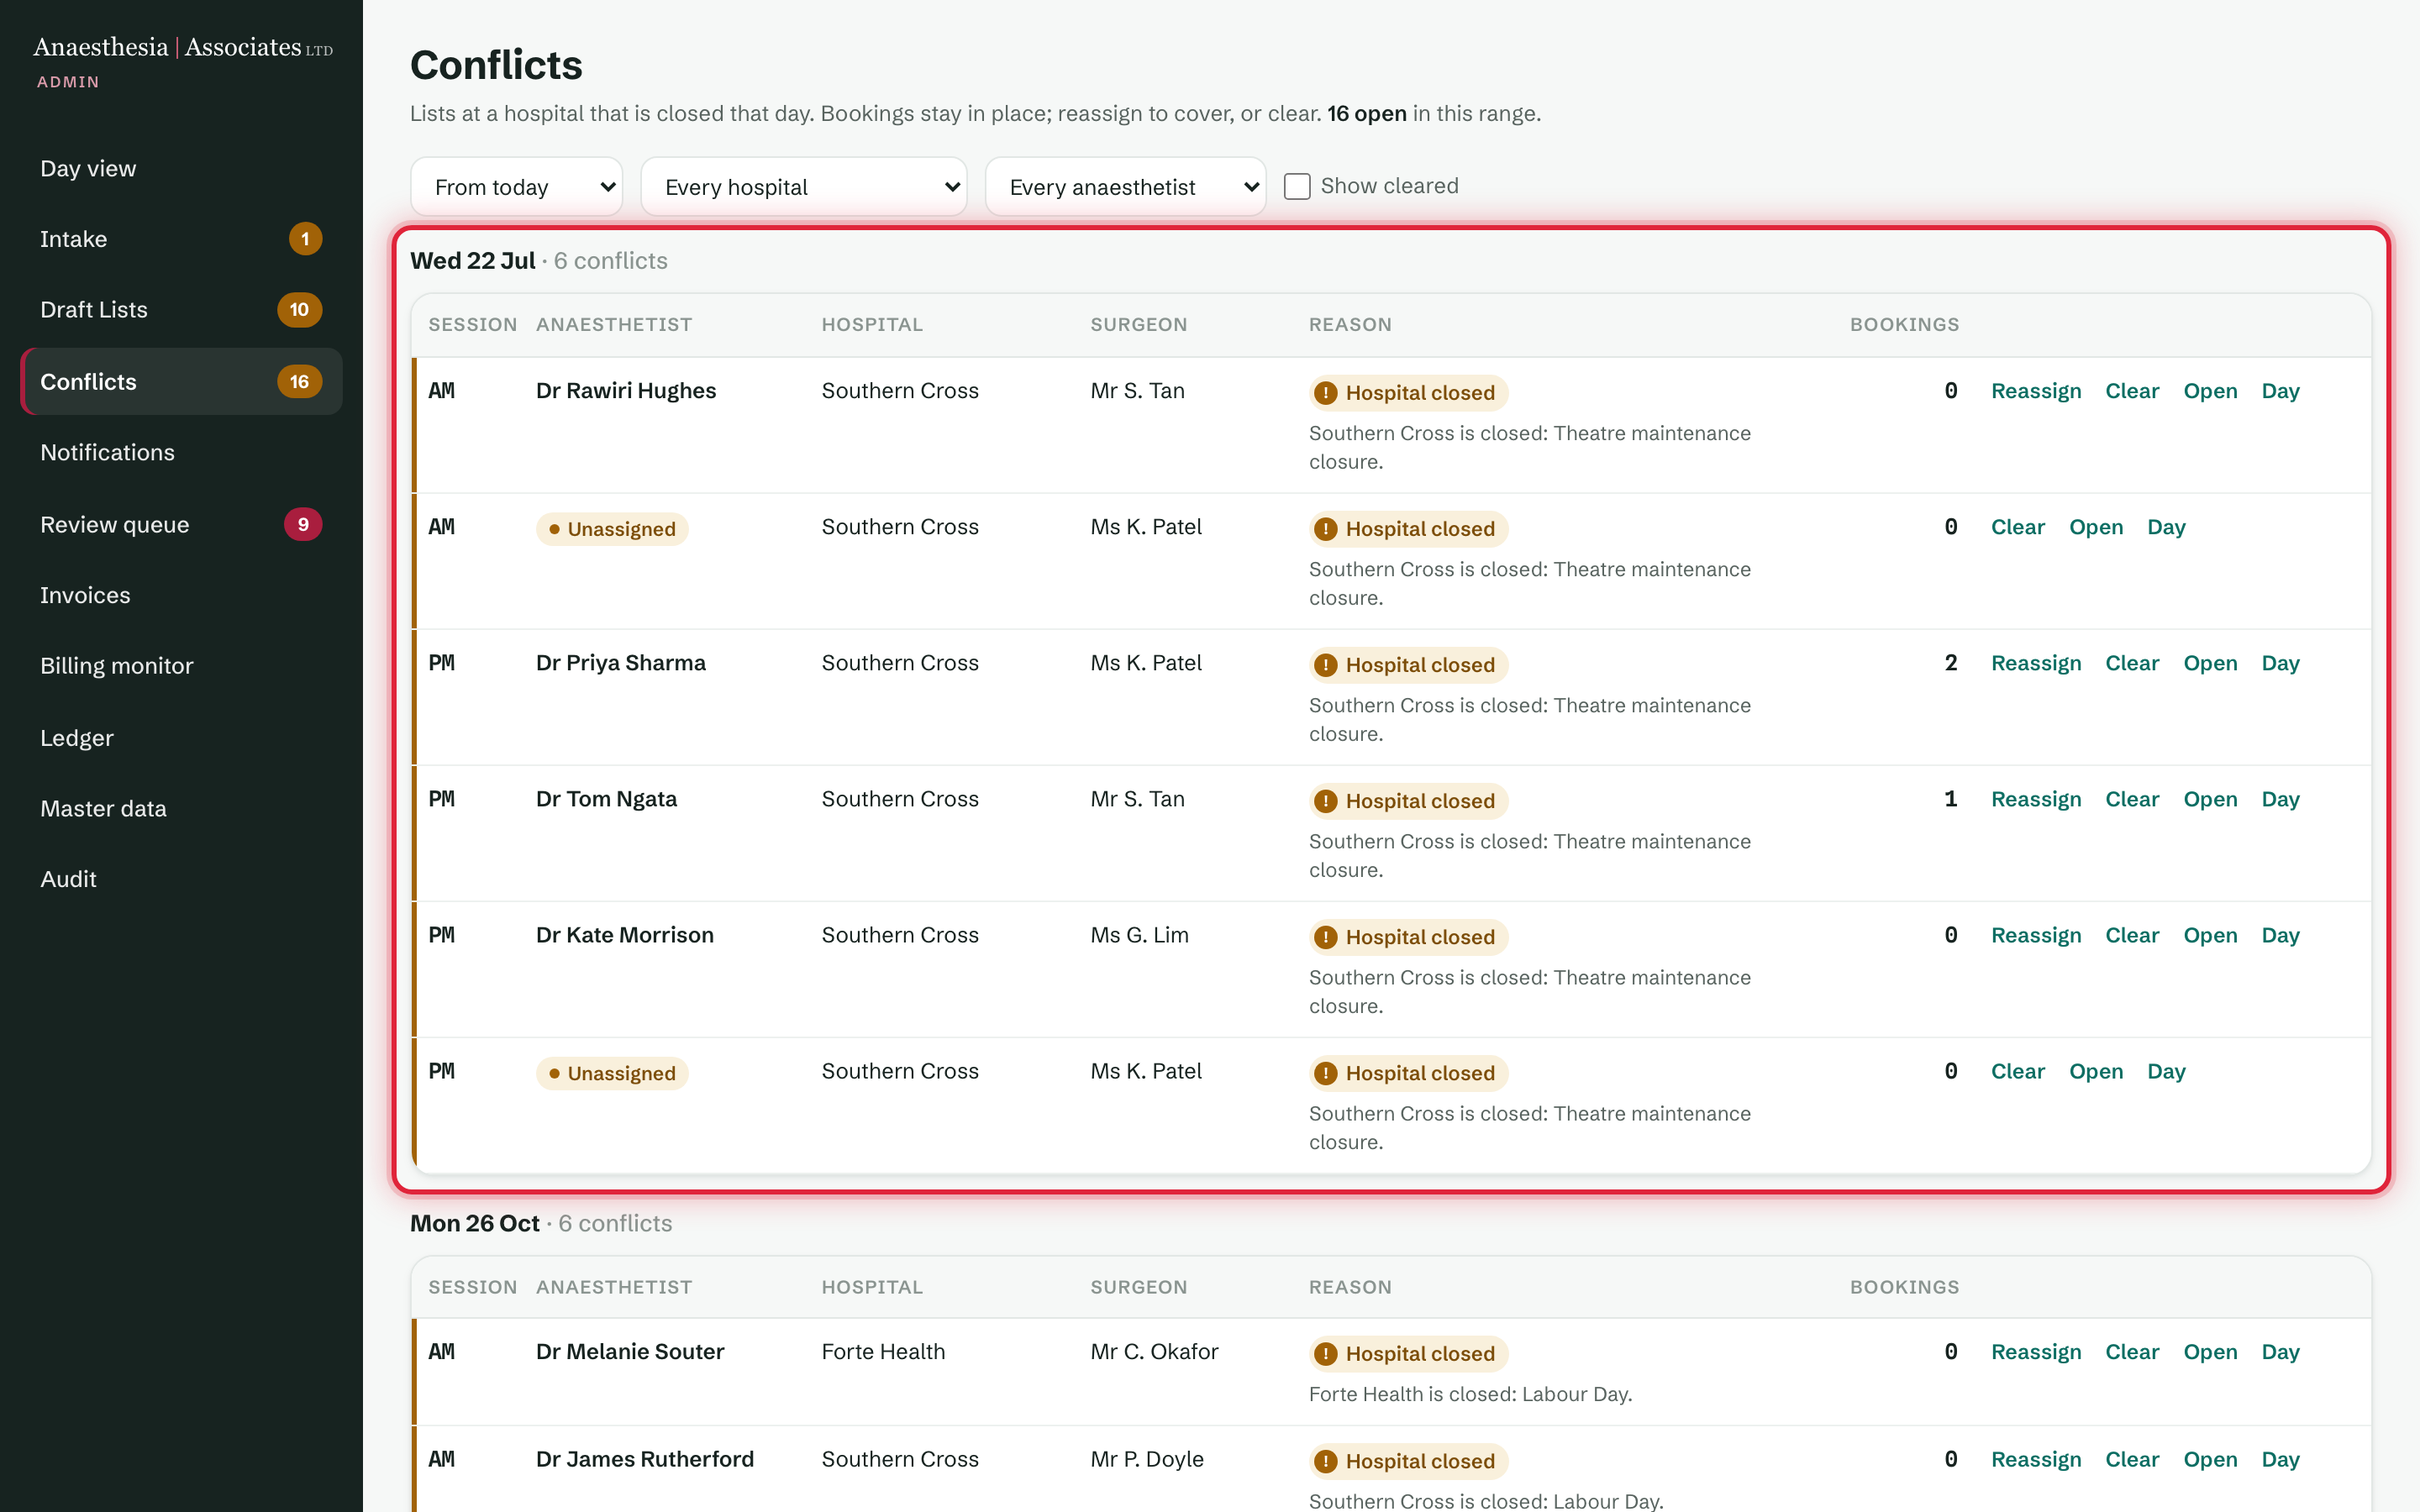 Anaesthesia | Associates LTD
ADMIN
Day view
Intake 1
Draft Lists 10
Conflicts 16
Notifications
Review queue 9
Invoices
Billing monitor
Ledger
Master data
Audit
Conflicts
Lists at a hospital that is closed that day. Bookings stay in place; reassign to cover, or clear. 16 open in this range.
From today Every hospital Every anaesthetist Show cleared
Wed 22 Jul · 6 conflicts
SESSION ANAESTHETIST HOSPITAL SURGEON REASON BOOKINGS
AM Dr Rawiri Hughes Southern Cross Mr S. Tan ! Hospital closed 0 Reassign Clear Open Day
Southern Cross is closed: Theatre maintenance
closure.
AM Unassigned Southern Cross Ms K. Patel ! Hospital closed 0 Clear Open Day
Southern Cross is closed: Theatre maintenance
closure.
PM Dr Priya Sharma Southern Cross Ms K. Patel ! Hospital closed 2 Reassign Clear Open Day
Southern Cross is closed: Theatre maintenance
closure.
PM Dr Tom Ngata Southern Cross Mr S. Tan ! Hospital closed 1 Reassign Clear Open Day
Southern Cross is closed: Theatre maintenance
closure.
PM Dr Kate Morrison Southern Cross Ms G. Lim ! Hospital closed 0 Reassign Clear Open Day
Southern Cross is closed: Theatre maintenance
closure.
PM Unassigned Southern Cross Ms K. Patel ! Hospital closed 0 Clear Open Day
Southern Cross is closed: Theatre maintenance
closure.
Mon 26 Oct · 6 conflicts
SESSION ANAESTHETIST HOSPITAL SURGEON REASON BOOKINGS
AM Dr Melanie Souter Forte Health Mr C. Okafor ! Hospital closed 0 Reassign Clear Open Day
Forte Health is closed: Labour Day.
AM Dr James Rutherford Southern Cross Mr P. Doyle ! Hospital closed 0 Reassign Clear Open Day
Southern Cross is closed: Labour Day.